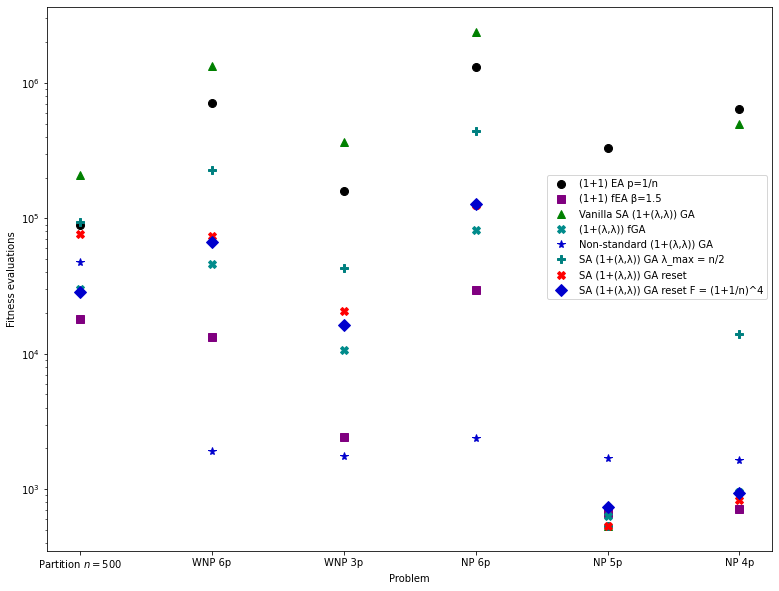 Fitness evaluations
10^6
10^5
10^4
10^3
(1+1) EA p=1/n
(1+1) fEA β=1.5
Vanilla SA (1+(λ,λ)) GA
(1+(λ,λ)) fGA
Non-standard (1+(λ,λ)) GA
SA (1+(λ,λ)) GA λ_max = n/2
SA (1+(λ,λ)) GA reset
SA (1+(λ,λ)) GA reset F = (1+1/n)^4
Partition n = 500
WNP 6p
WNP 3p
NP 6p
NP 5p
NP 4p
Problem